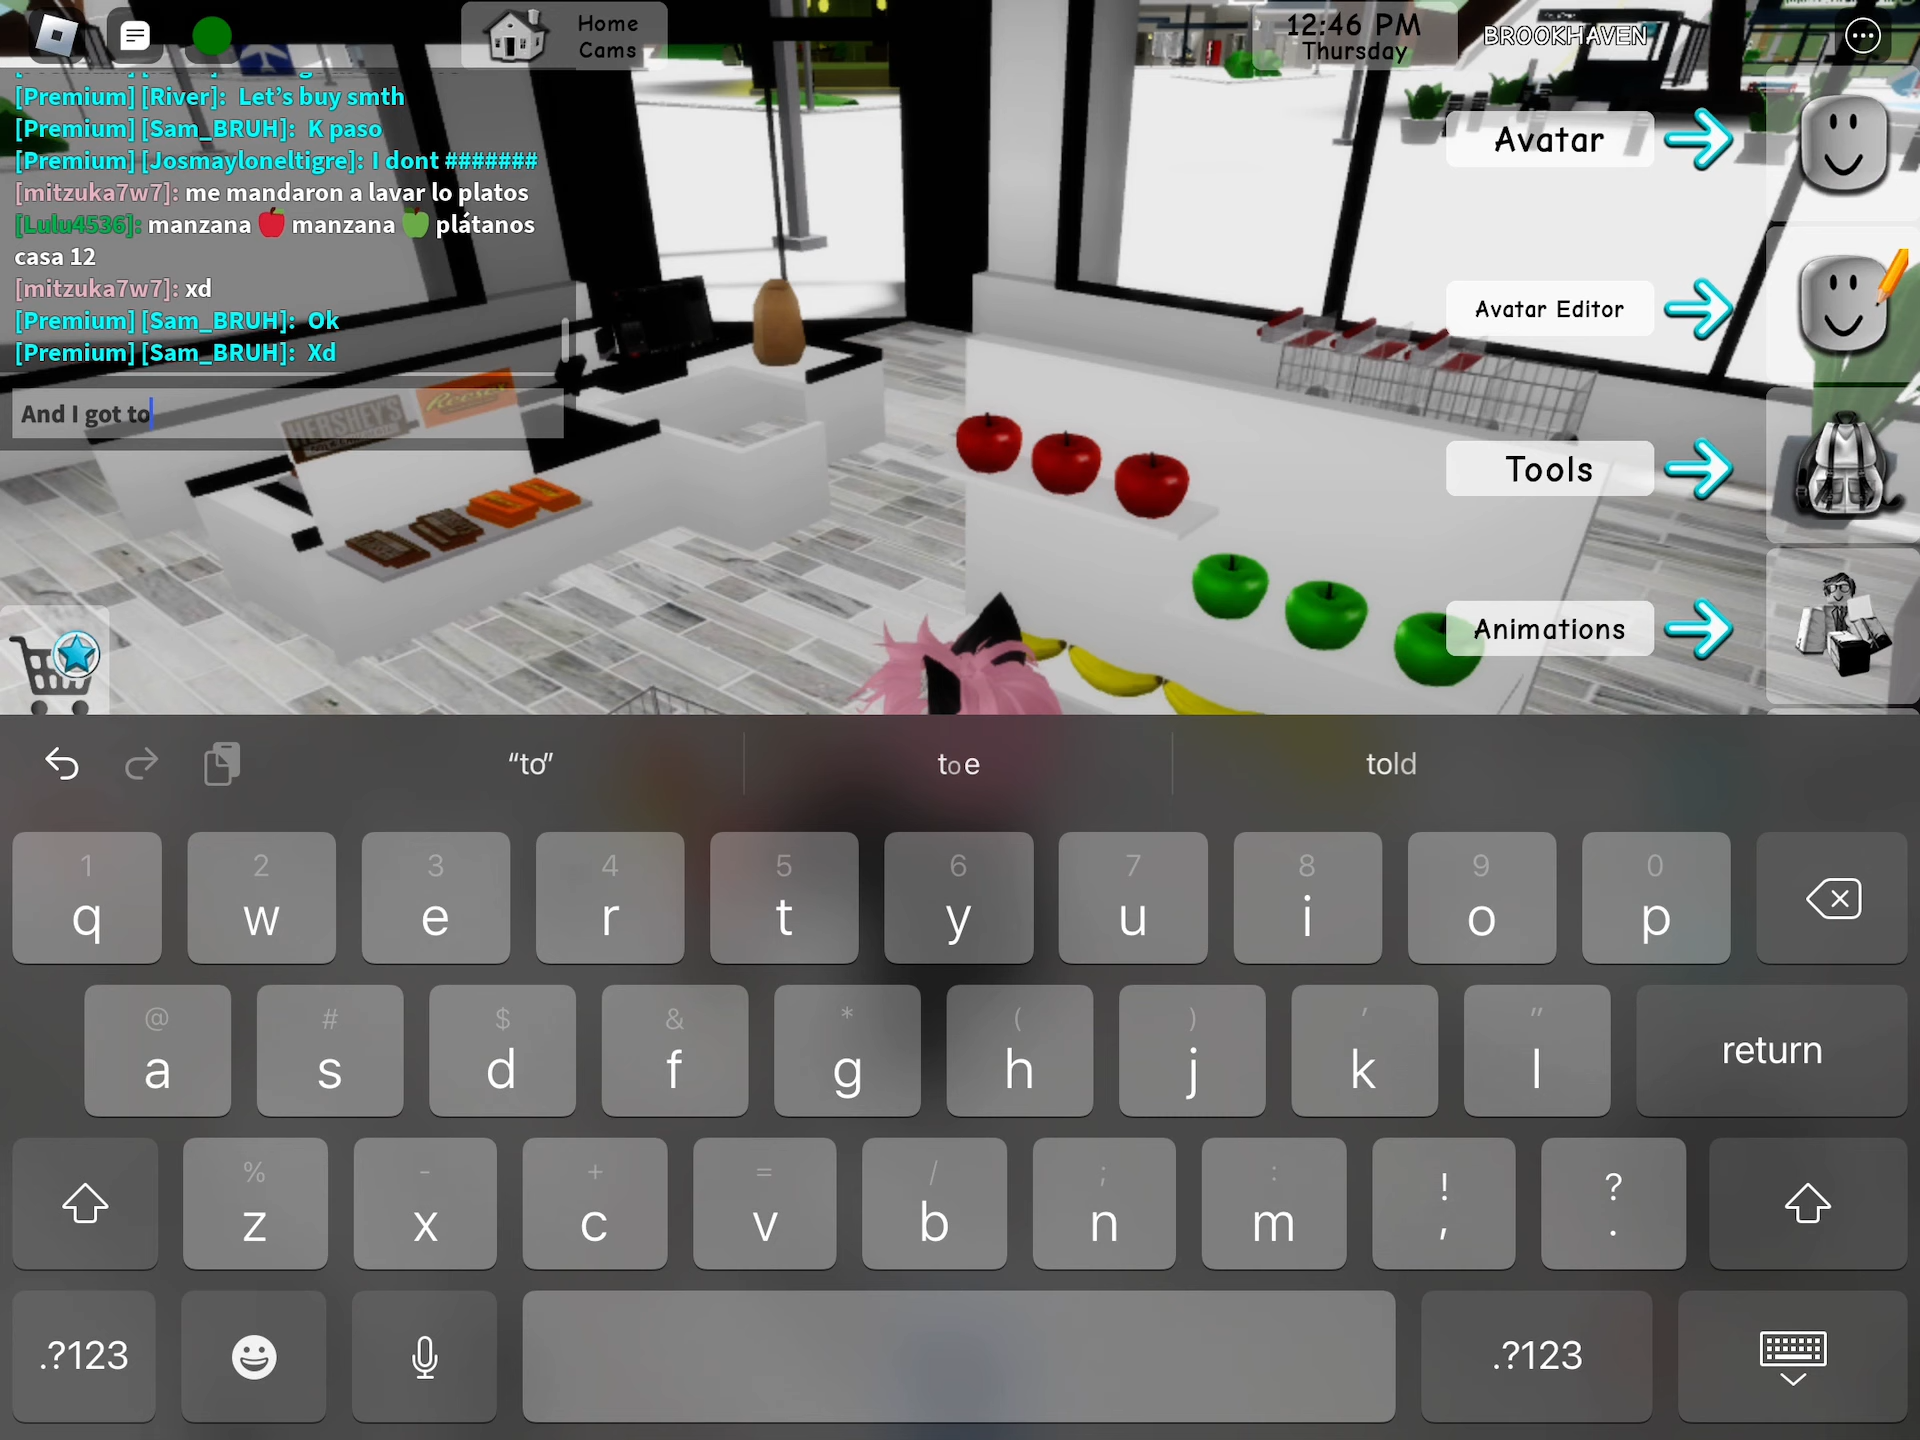 Home
Cams
12:46 PM
Thursday
BROOKHAVEN
[Premium] [River]: Let's buy smth
[Premium] [Sam_BRUH]: K paso
[Premium] [Josmayloneltigre]: I dont #######
[mitzuka7w7]: me mandaron a lavar lo platos
[Lulu4536]: manzana 🍎 manzana 🍏 plátanos
casa 12
[mitzuka7w7]: xd
[Premium] [Sam_BRUH]: Ok
[Premium] [Sam_BRUH]: Xd
And I got to
HERSHEY'S
Reese's
Avatar
Avatar Editor
Tools
Animations
“to” toe told
1 2 3 4 5 6 7 8 9 0
q w e r t y u i o p
@ # $ & * ( ) ' "
a s d f g h j k l return
% - + = / ; : ! ?
z x c v b n m , .
.?123 .?123